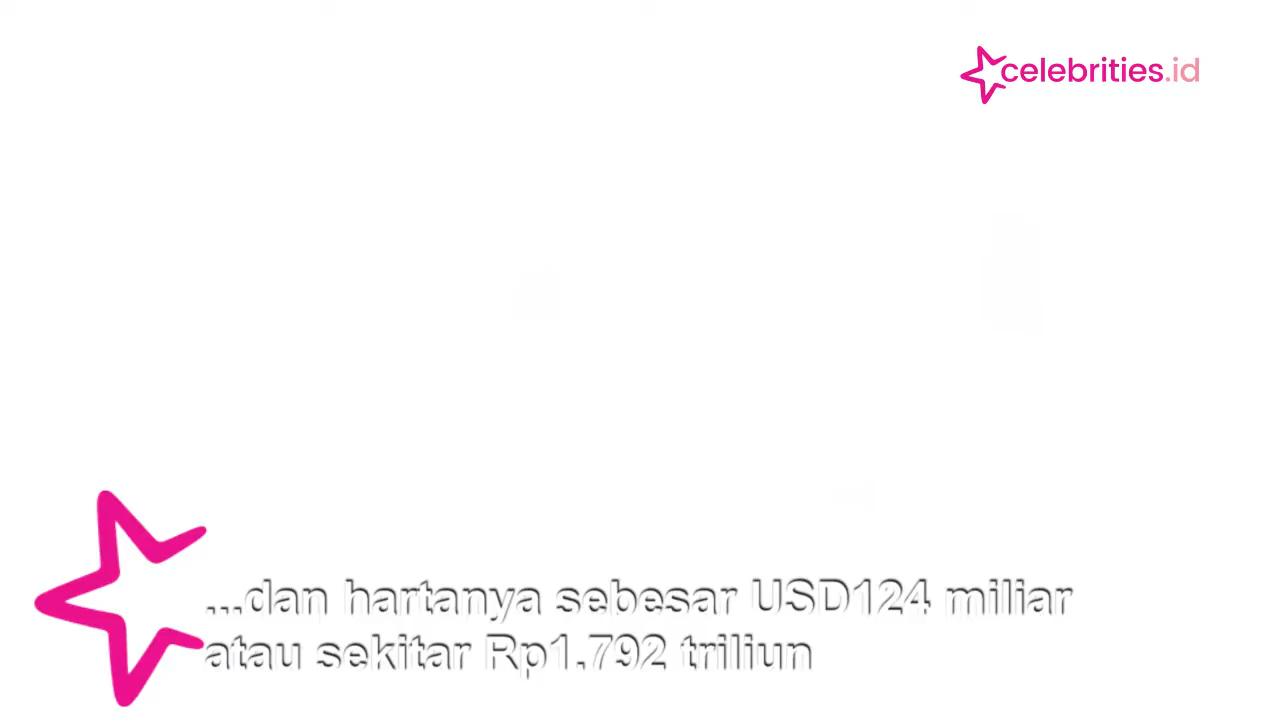 celebrities.id
...dan hartanya sebesar USD124 miliar
atau sekitar Rp1.792 triliun